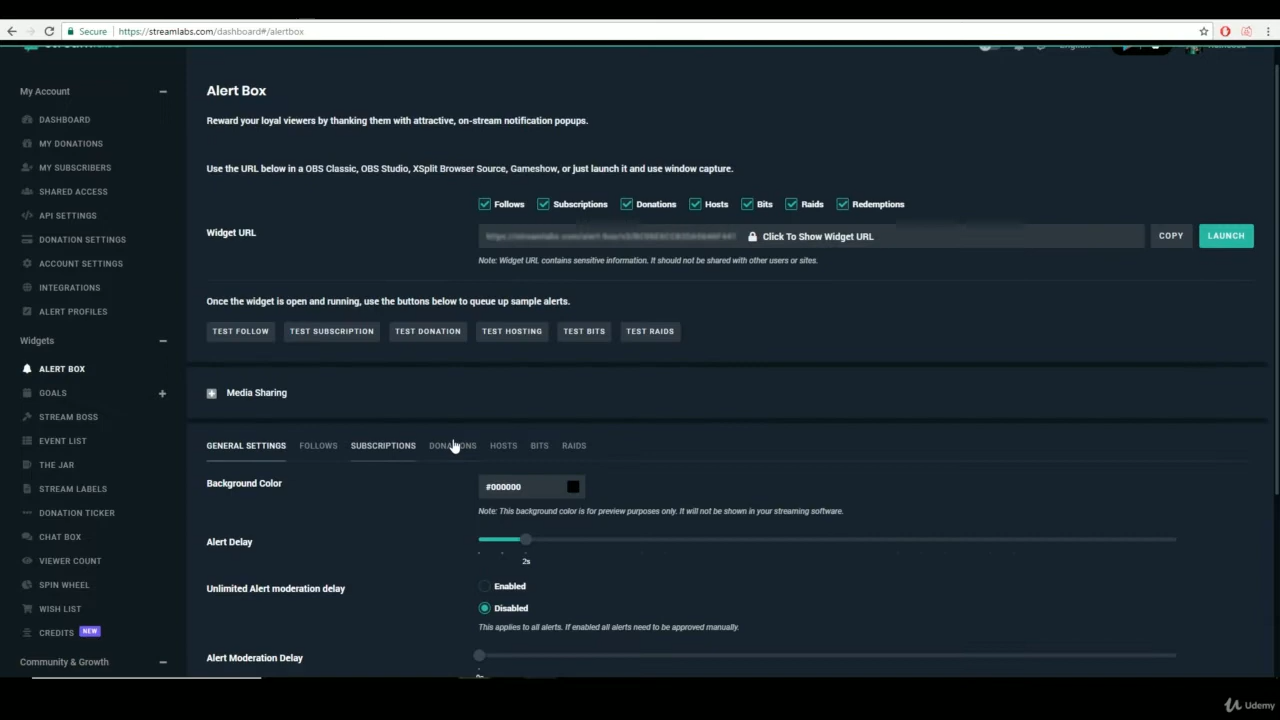 Secure
https://streamlabs.com/dashboard#/alertbox
English
My Account
DASHBOARD
MY DONATIONS
MY SUBSCRIBERS
SHARED ACCESS
API SETTINGS
DONATION SETTINGS
ACCOUNT SETTINGS
INTEGRATIONS
ALERT PROFILES
Widgets
ALERT BOX
GOALS
STREAM BOSS
EVENT LIST
THE JAR
STREAM LABELS
DONATION TICKER
CHAT BOX
VIEWER COUNT
SPIN WHEEL
WISH LIST
CREDITS NEW
Community & Growth
Alert Box
Reward your loyal viewers by thanking them with attractive, on-stream notification popups.
Use the URL below in a OBS Classic, OBS Studio, XSplit Browser Source, Gameshow, or just launch it and use window capture.
Follows Subscriptions Donations Hosts Bits Raids Redemptions
Widget URL
Click To Show Widget URL
COPY
LAUNCH
Note: Widget URL contains sensitive information. It should not be shared with other users or sites.
Once the widget is open and running, use the buttons below to queue up sample alerts.
TEST FOLLOW TEST SUBSCRIPTION TEST DONATION TEST HOSTING TEST BITS TEST RAIDS
Media Sharing
GENERAL SETTINGS FOLLOWS SUBSCRIPTIONS DONATIONS HOSTS BITS RAIDS
Background Color
#000000
Note: This background color is for preview purposes only. It will not be shown in your streaming software.
Alert Delay
2s
Unlimited Alert moderation delay
Enabled
Disabled
This applies to all alerts. If enabled all alerts need to be approved manually.
Alert Moderation Delay
Udemy